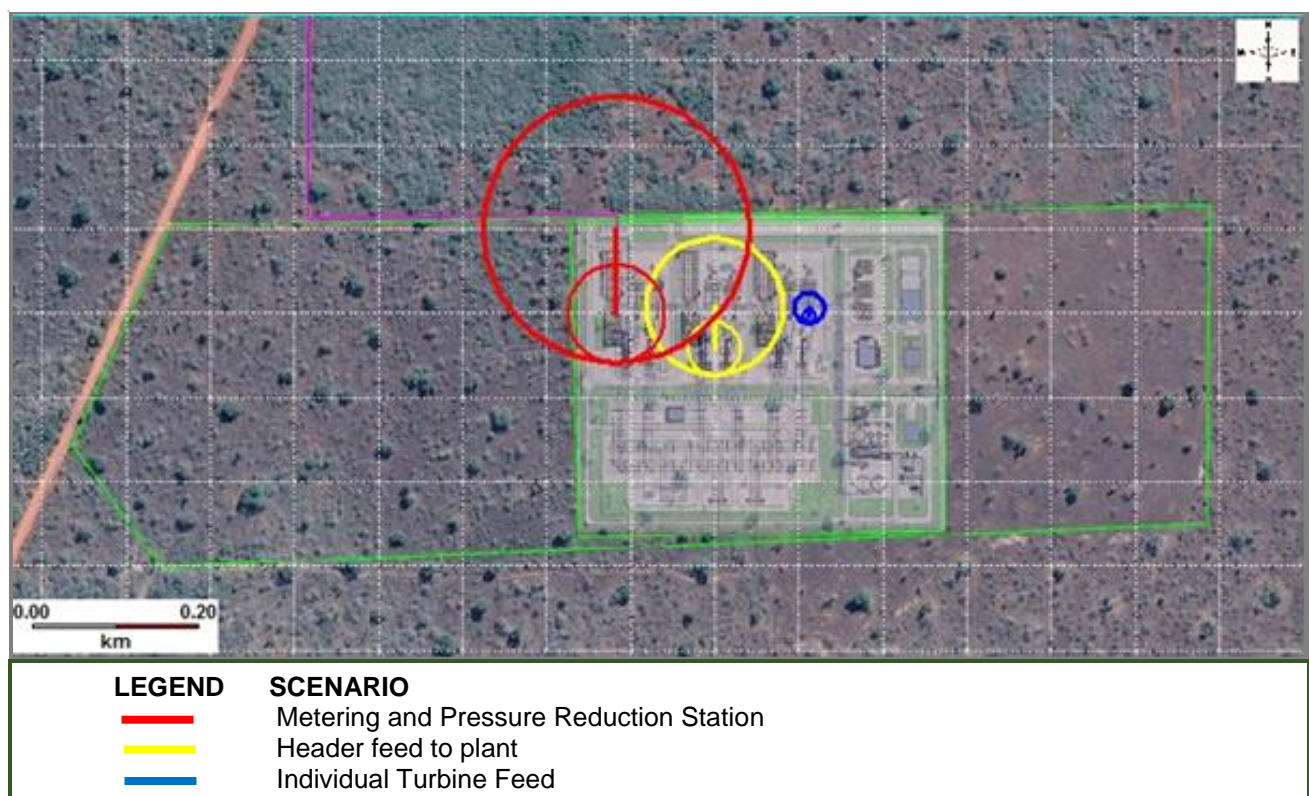 0.00 0.20
km
LEGEND SCENARIO
Metering and Pressure Reduction Station
Header feed to plant
Individual Turbine Feed